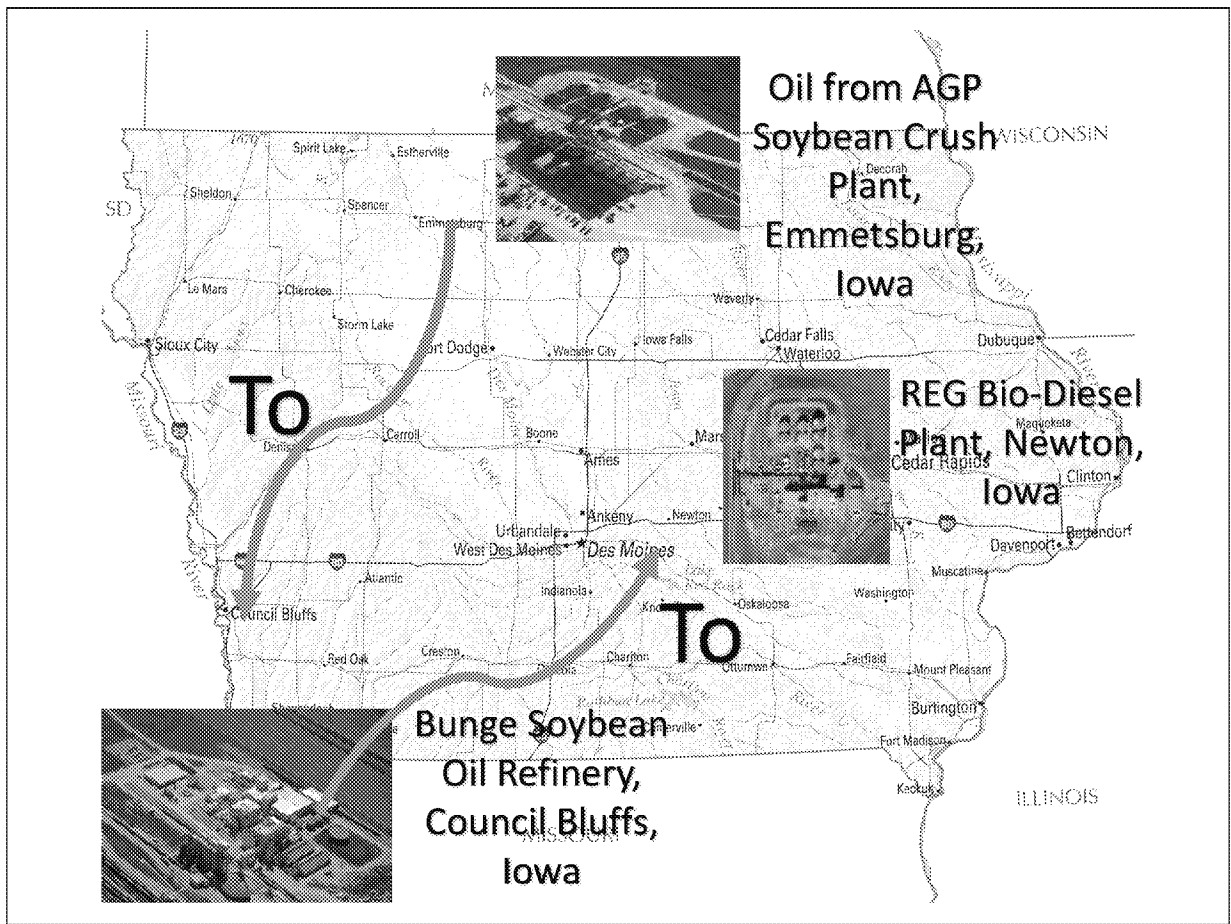 Oil from AGP
Soybean Crush
Plant,
Emmetsburg,
Iowa
WISCONSIN
Spirit Lake
Estherville
Decorah
Sheldon
SD
Spencer
Emmetsburg
Le Mars
Cherokee
Waverly
Storm Lake
Sioux City
ort Dodge
Webster City
Iowa Falls
Cedar Falls
Waterloo
Dubuque
To
REG Bio-Diesel
Plant, Newton,
Iowa
Maquoketa
Denis
Carroll
Boone
Ames
Mars
Cedar Rapids
Clinton
Ankeny
Newton
Urbandale
West Des Moines
Des Moines
Bettendorf
Davenport
Muscatine
Atlantic
Indianola
Oskaloosa
Washington
Council Bluffs
To
Red Oak
Creston
Chariton
Ottumwa
Fairfield
Mount Pleasant
Burlington
Fort Madison
Keokuk
Bunge Soybean
Oil Refinery,
Council Bluffs,
Iowa
MISSOURI
ILLINOIS